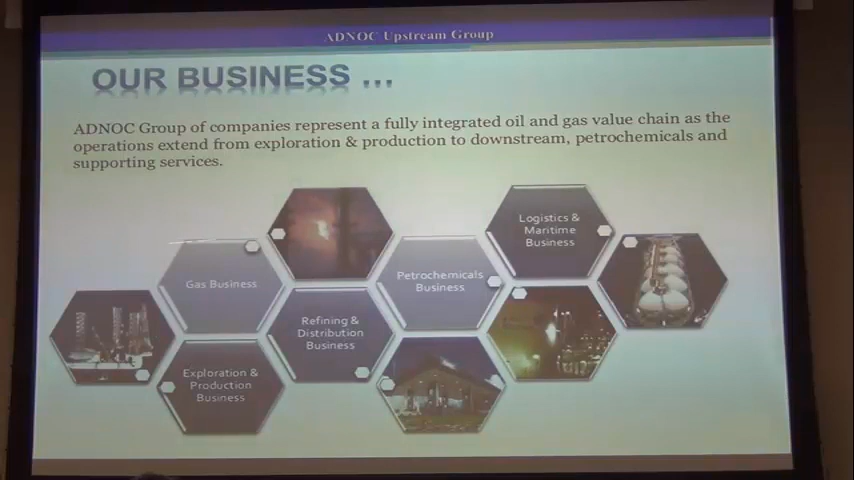 ADNOC Upstream Group
OUR BUSINESS ...
ADNOC Group of companies represent a fully integrated oil and gas value chain as the
operations extend from exploration & production to downstream, petrochemicals and
supporting services.
Logistics &
Maritime
Business
Gas Business
Petrochemicals
Business
Refining &
Distribution
Business
Exploration &
Production
Business